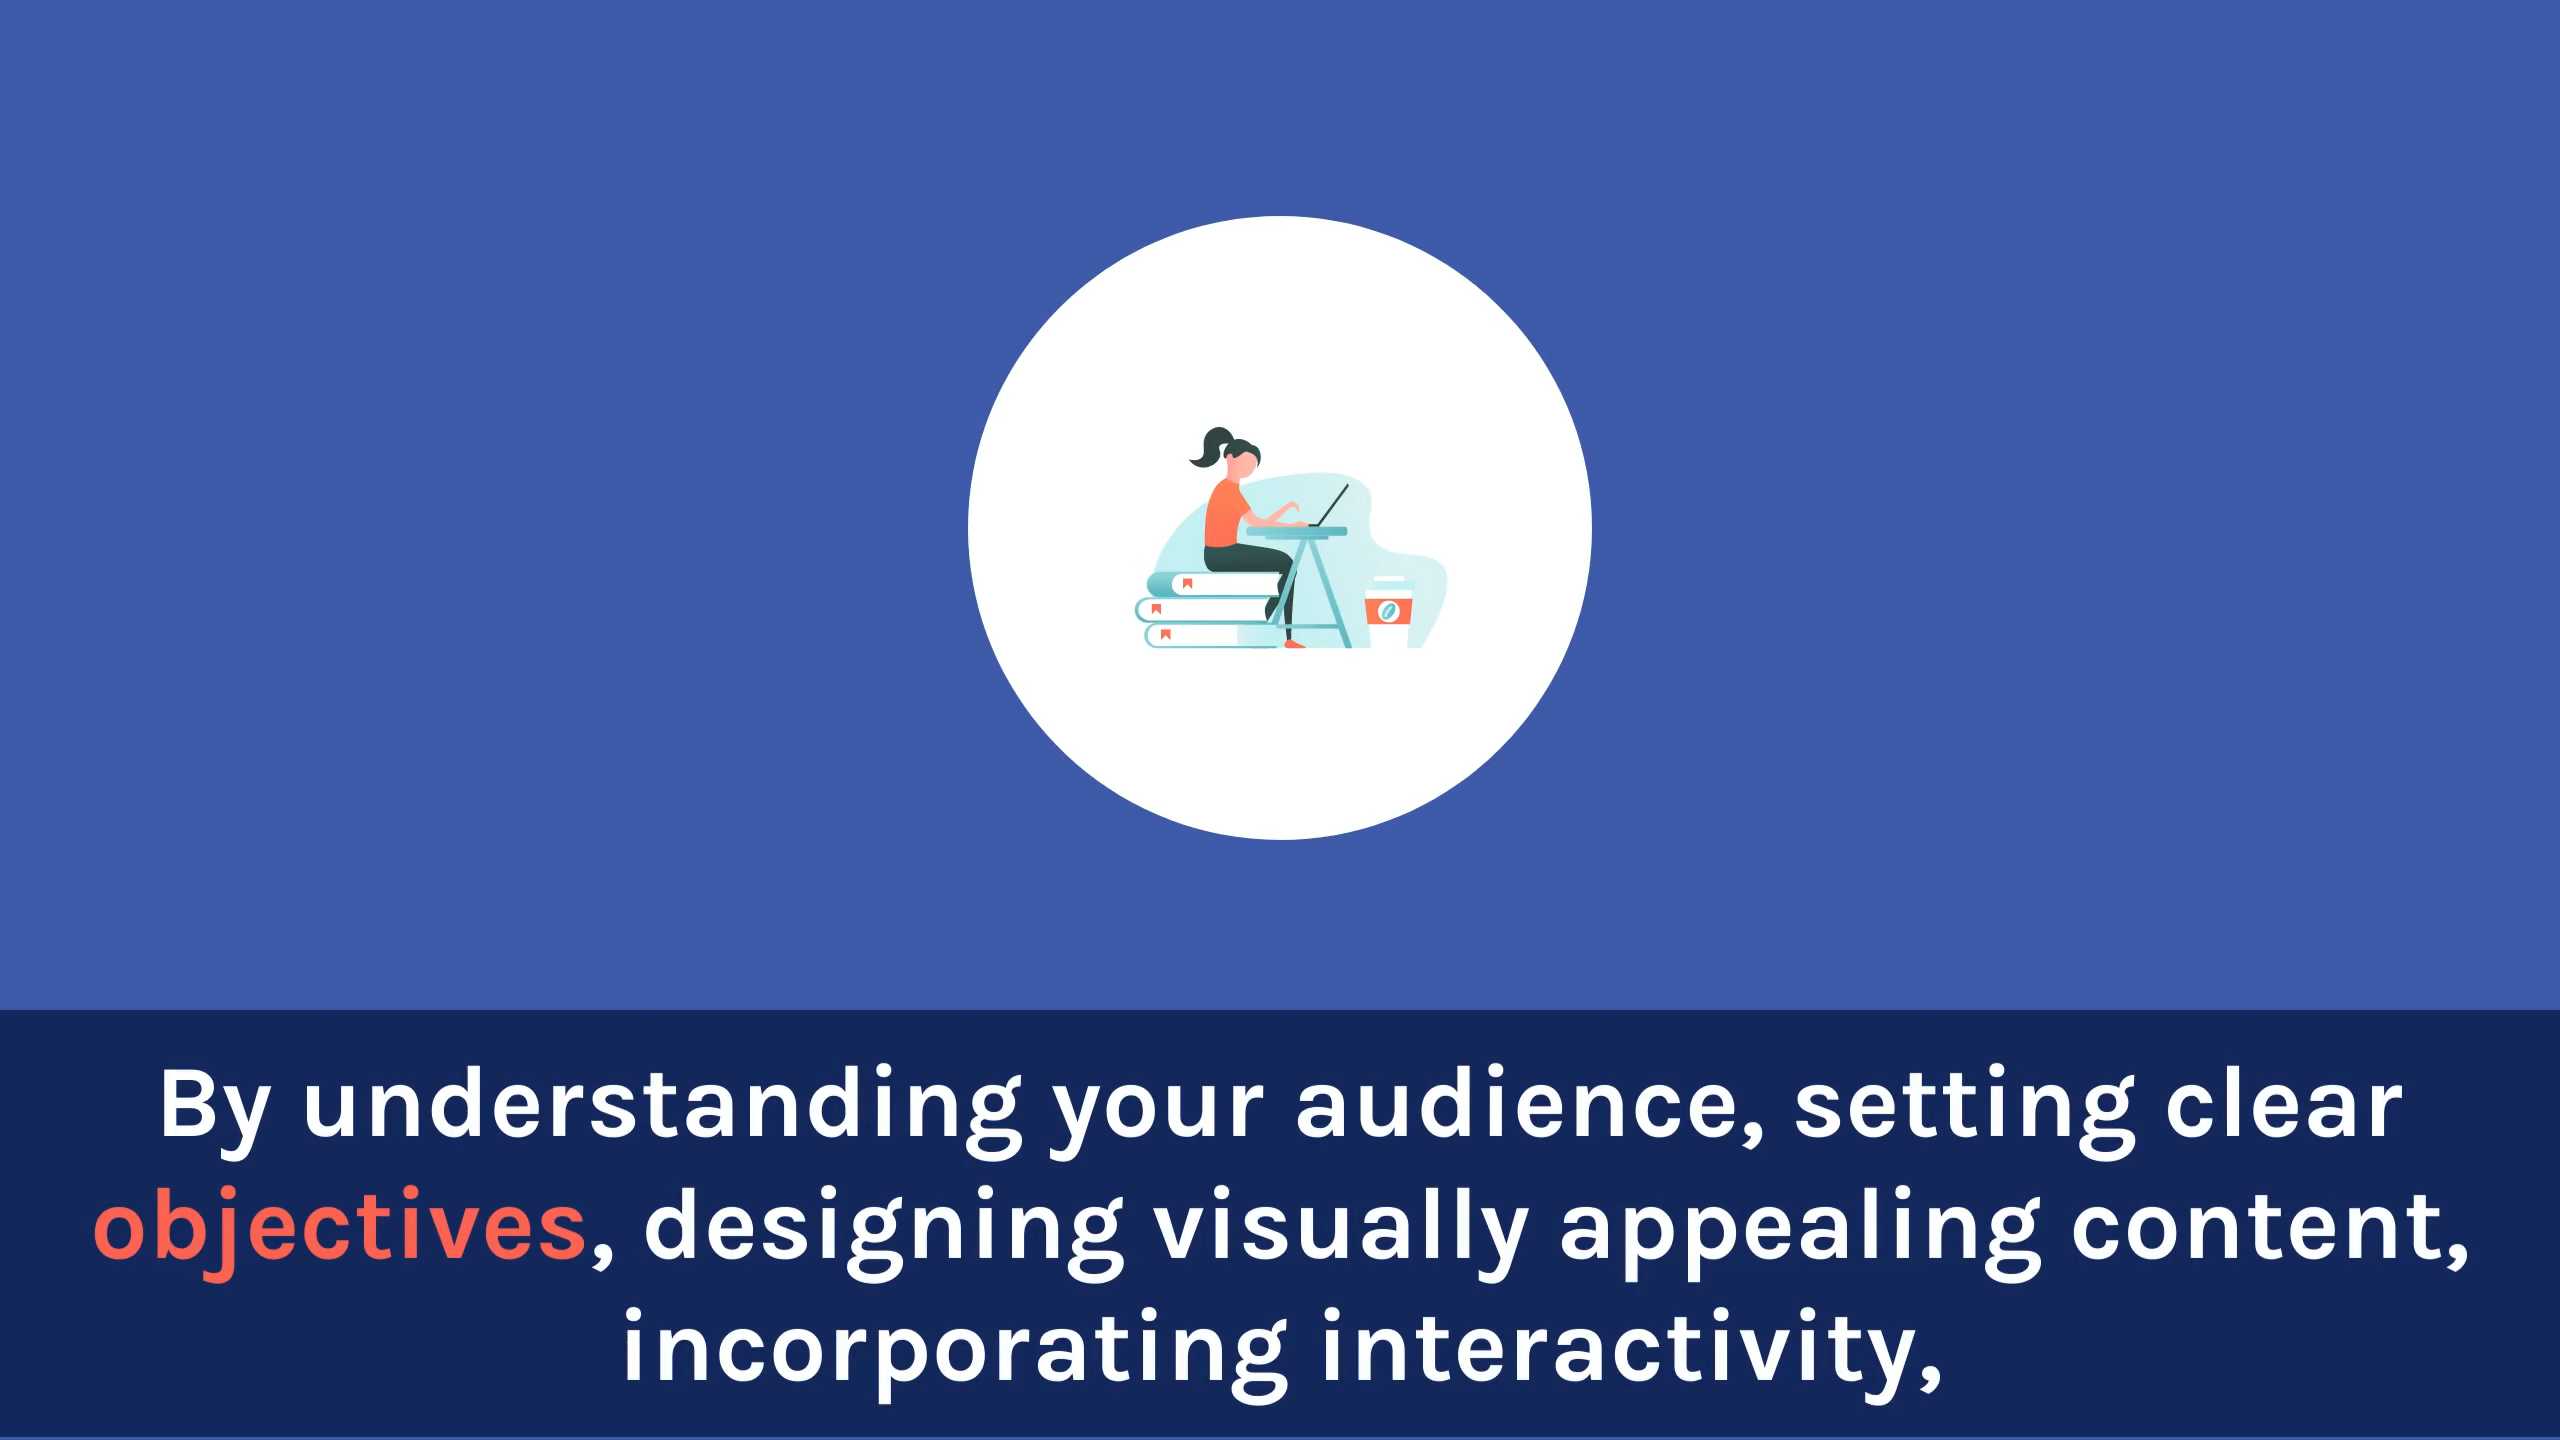 By understanding your audience, setting clear
objectives, designing visually appealing content,
incorporating interactivity,